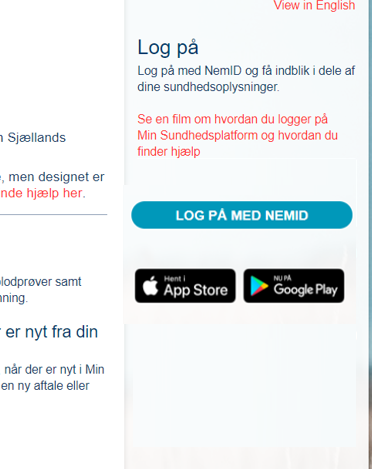 View in English
Log på
Log på med NemID og få indblik i dele af
dine sundhedsoplysninger.
Se en film om hvordan du logger på
Min Sundhedsplatform og hvordan du
finder hjælp
LOG PÅ MED NEMID
Hent i
App Store
NU PÅ
Google Play
Sjællands
, men designet er
nde hjælp her.
lodprøver samt
ning.
er nyt fra din
når der er nyt i Min
en ny aftale eller